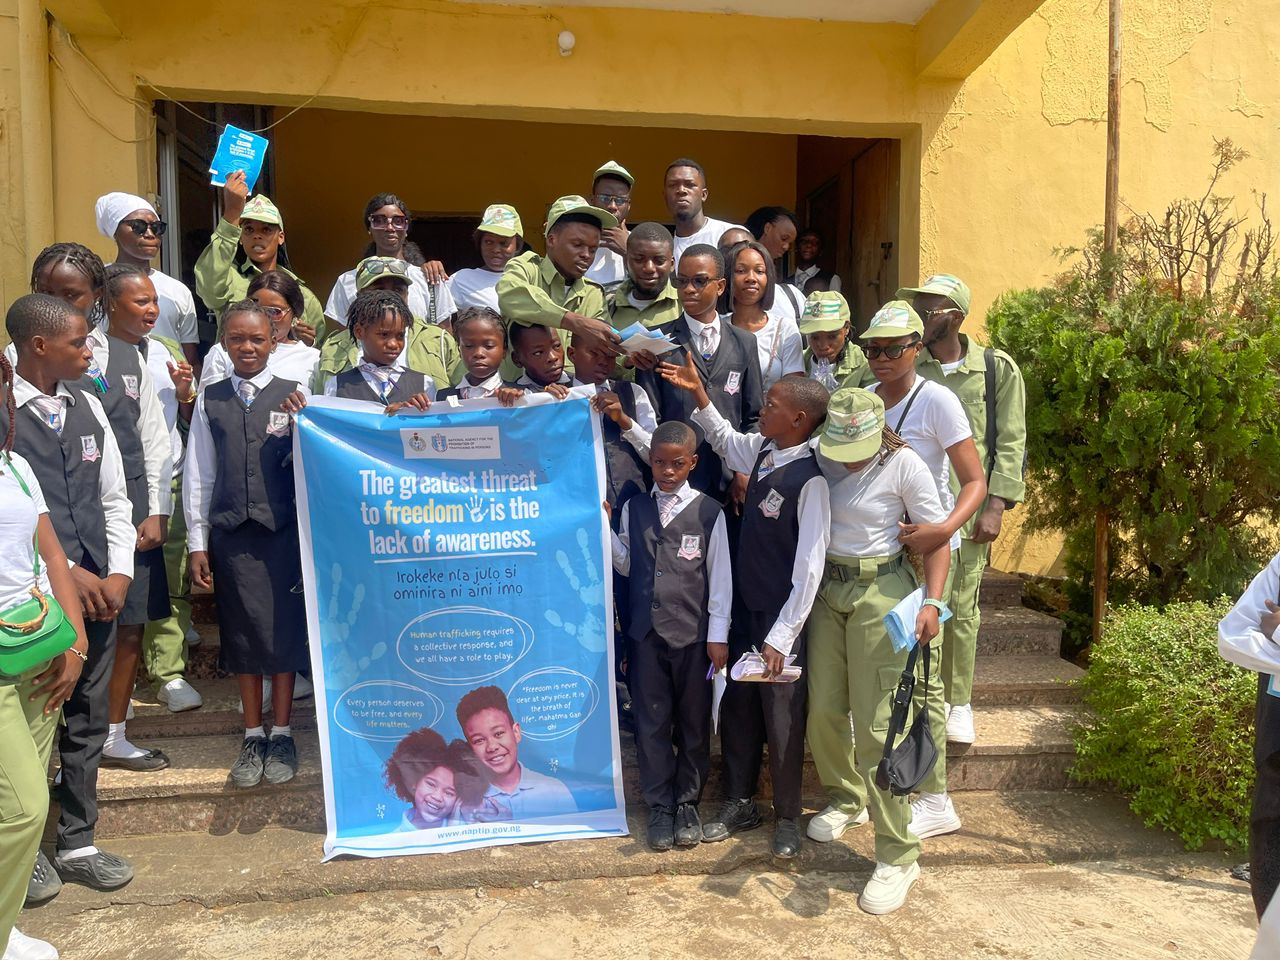 NATIONAL AGENCY FOR THE
PROHIBITION OF
TRAFFICKING IN PERSONS
The greatest threat
to freedom is the
lack of awareness.
Irokeke nla julọ si
ominira ni aini imọ
Human trafficking requires
a collective response, and
we all have a role to play.
Every person deserves
to be free, and every
life matters.
"Freedom is never
dear at any price. It is
the breath of
life". Mahatma Gan
dhi
www.naptip.gov.ng